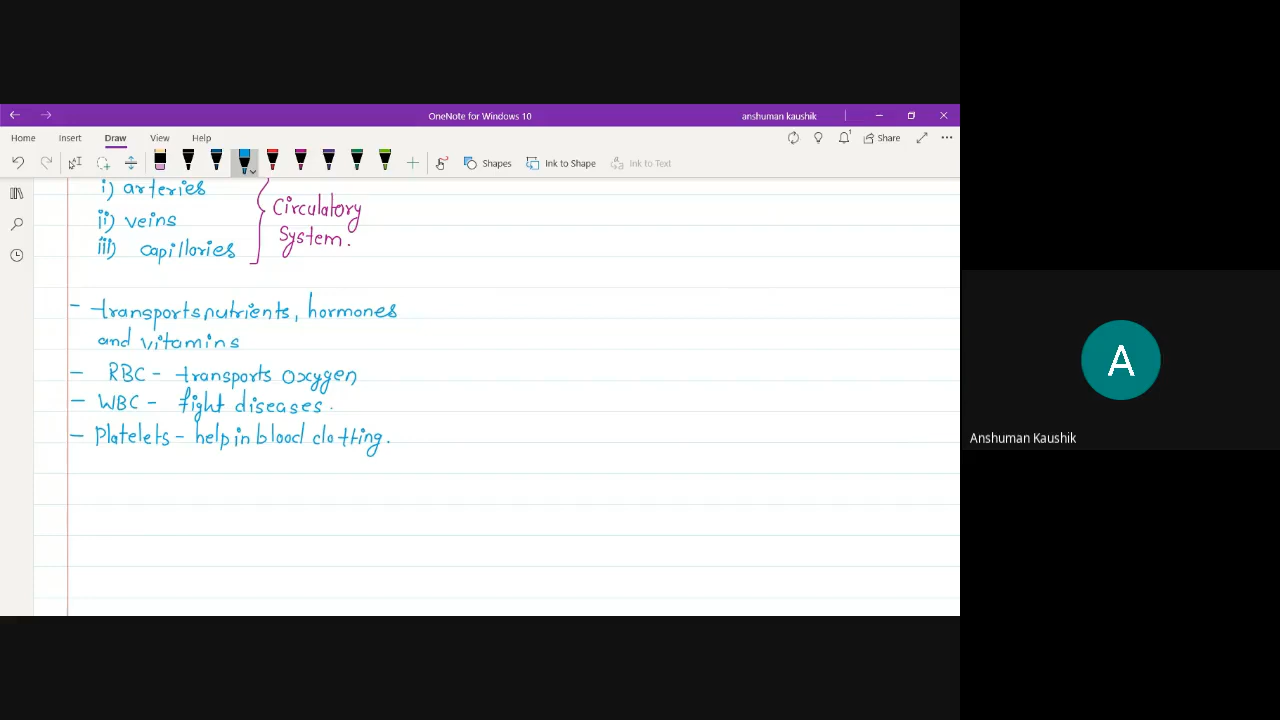 OneNote for Windows 10
anshuman kaushik
Home Insert Draw View Help
Share
Shapes Ink to Shape Ink to Text
i) arteries
ii) veins
iii) capillories
Circulatory
System.
- transports nutrients, hormones
and vitamins
- RBC - transports oxygen
- WBC - fight diseases.
- Platelets - help in blood clotting.
A
Anshuman Kaushik